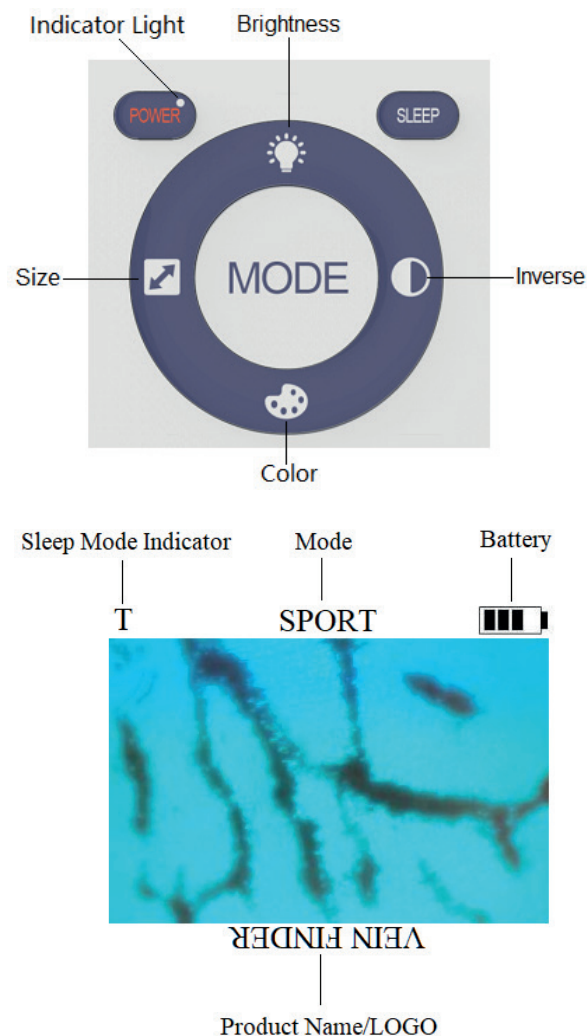 Indicator Light
Brightness
POWER
SLEEP
Size
MODE
Inverse
Color
Sleep Mode Indicator
Mode
Battery
T
SPORT
VEIN FINDER
Product Name/LOGO